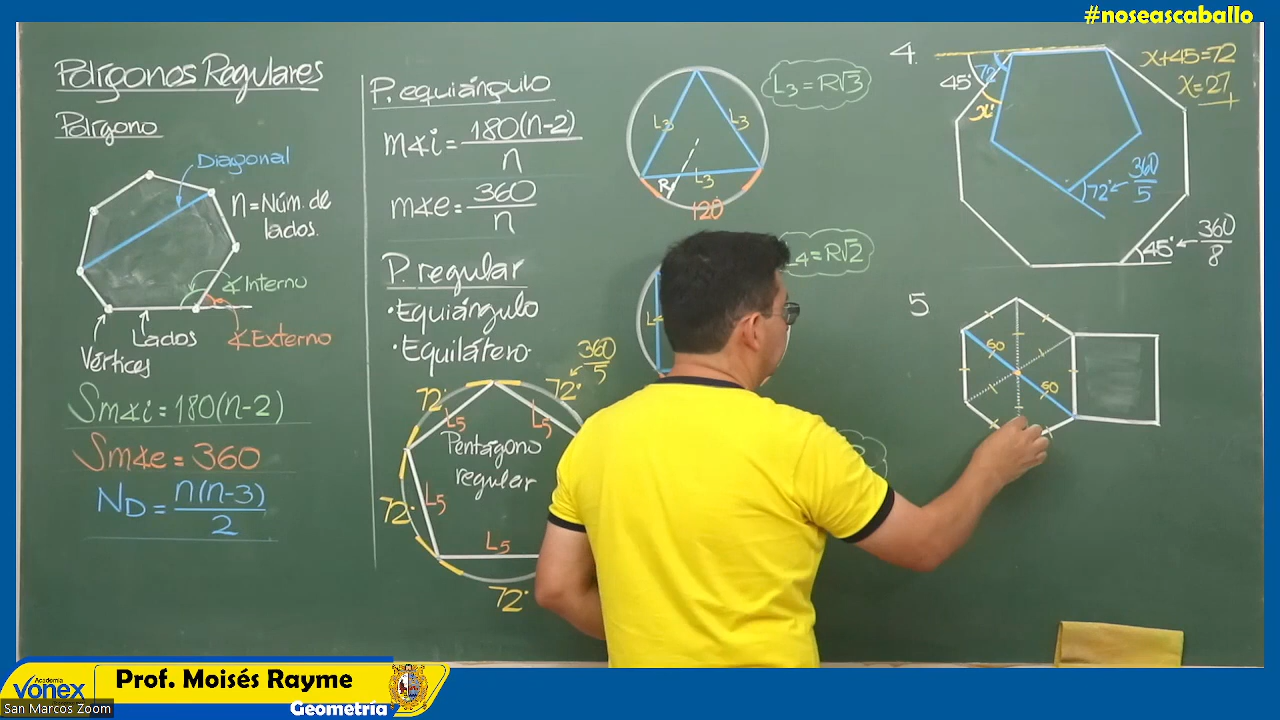 #noseascaballo
Polígonos Regulares
Polígono
Diagonal
n=Núm. de
lados.
∡Interno
∡Externo
Lados
Vértices
Sm∡i = 180(n-2)
Sm∡e = 360
ND = n(n-3)/2
P. equiángulo
m∡i = 180(n-2)/n
m∡e = 360/n
P. regular
•Equiángulo
•Equilátero.
360/5
72°
72°
L5
L5
Pentágono
regular
L5
72°
L5
72°
L3
L3
L3
R
120
L3 = R√3
L4 = R√2
L
4.
45°
72°
x°
x+45=72
x=27
72° ← 360/5
45° ← 360/8
5
60
60
Academia
VONEX
Prof. Moisés Rayme
Geometría
San Marcos Zoom